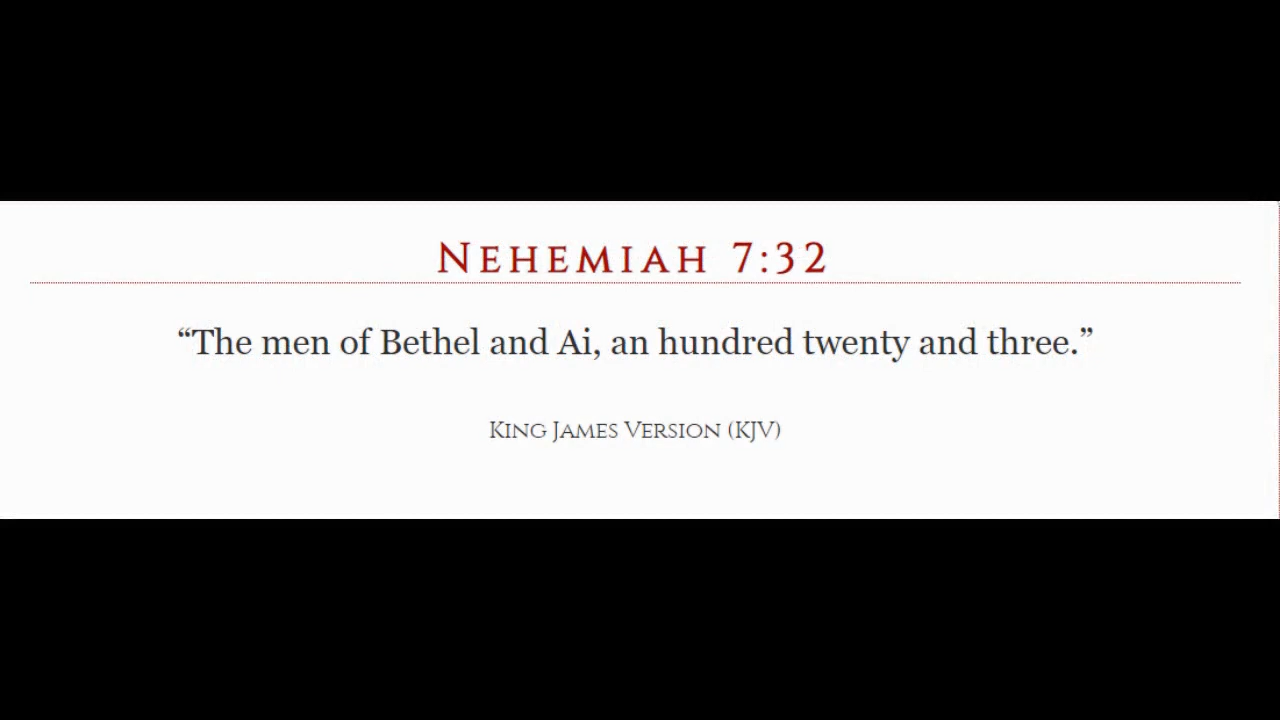 Nehemiah 7:32
“The men of Bethel and Ai, an hundred twenty and three.”
King James Version (KJV)